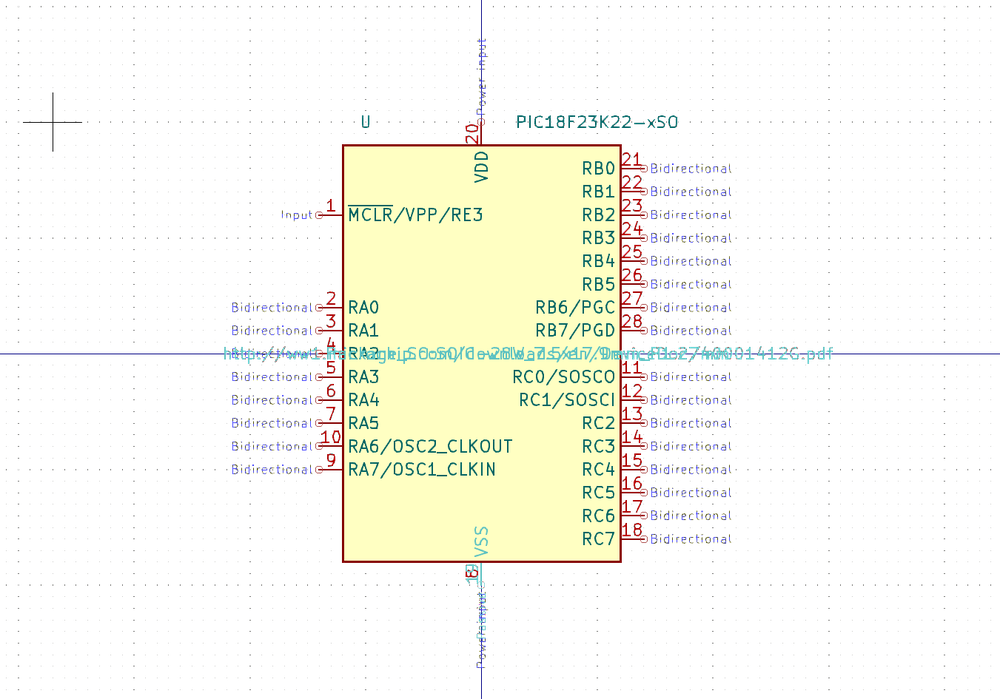 Power input
U
PIC18F23K22-xSO
20
VDD
RB0 21 Bidirectional
RB1 22 Bidirectional
Input 1 MCLR/VPP/RE3
RB2 23 Bidirectional
RB3 24 Bidirectional
RB4 25 Bidirectional
RB5 26 Bidirectional
Bidirectional 2 RA0
RB6/PGC 27 Bidirectional
Bidirectional 3 RA1
RB7/PGD 28 Bidirectional
4 RA2
Bidirectional 5 RA3
RC0/SOSCO 11 Bidirectional
Bidirectional 6 RA4
RC1/SOSCI 12 Bidirectional
Bidirectional 7 RA5
RC2 13 Bidirectional
Bidirectional 10 RA6/OSC2_CLKOUT
RC3 14 Bidirectional
Bidirectional 9 RA7/OSC1_CLKIN
RC4 15 Bidirectional
RC5 16 Bidirectional
RC6 17 Bidirectional
RC7 18 Bidirectional
VSS